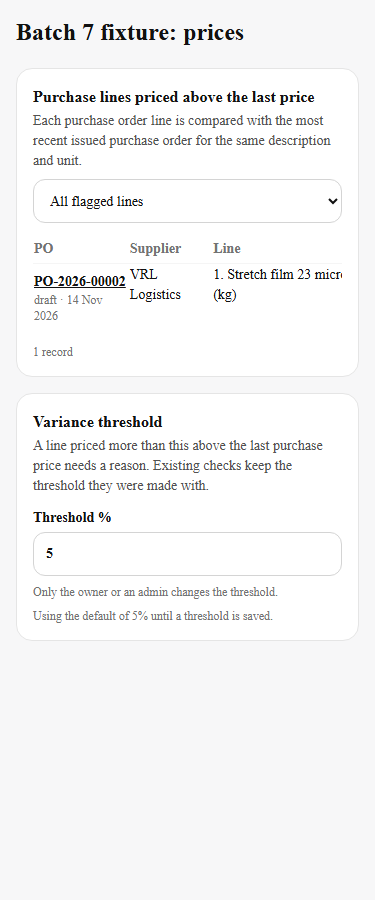 Batch 7 fixture: prices
Purchase lines priced above the last price
Each purchase order line is compared with the most
recent issued purchase order for the same description
and unit.
All flagged lines
PO Supplier Line
PO-2026-00002 VRL Logistics 1. Stretch film 23 (kg)
draft · 14 Nov 2026
1 record
Variance threshold
A line priced more than this above the last purchase
price needs a reason. Existing checks keep the
threshold they were made with.
Threshold %
5
Only the owner or an admin changes the threshold.
Using the default of 5% until a threshold is saved.